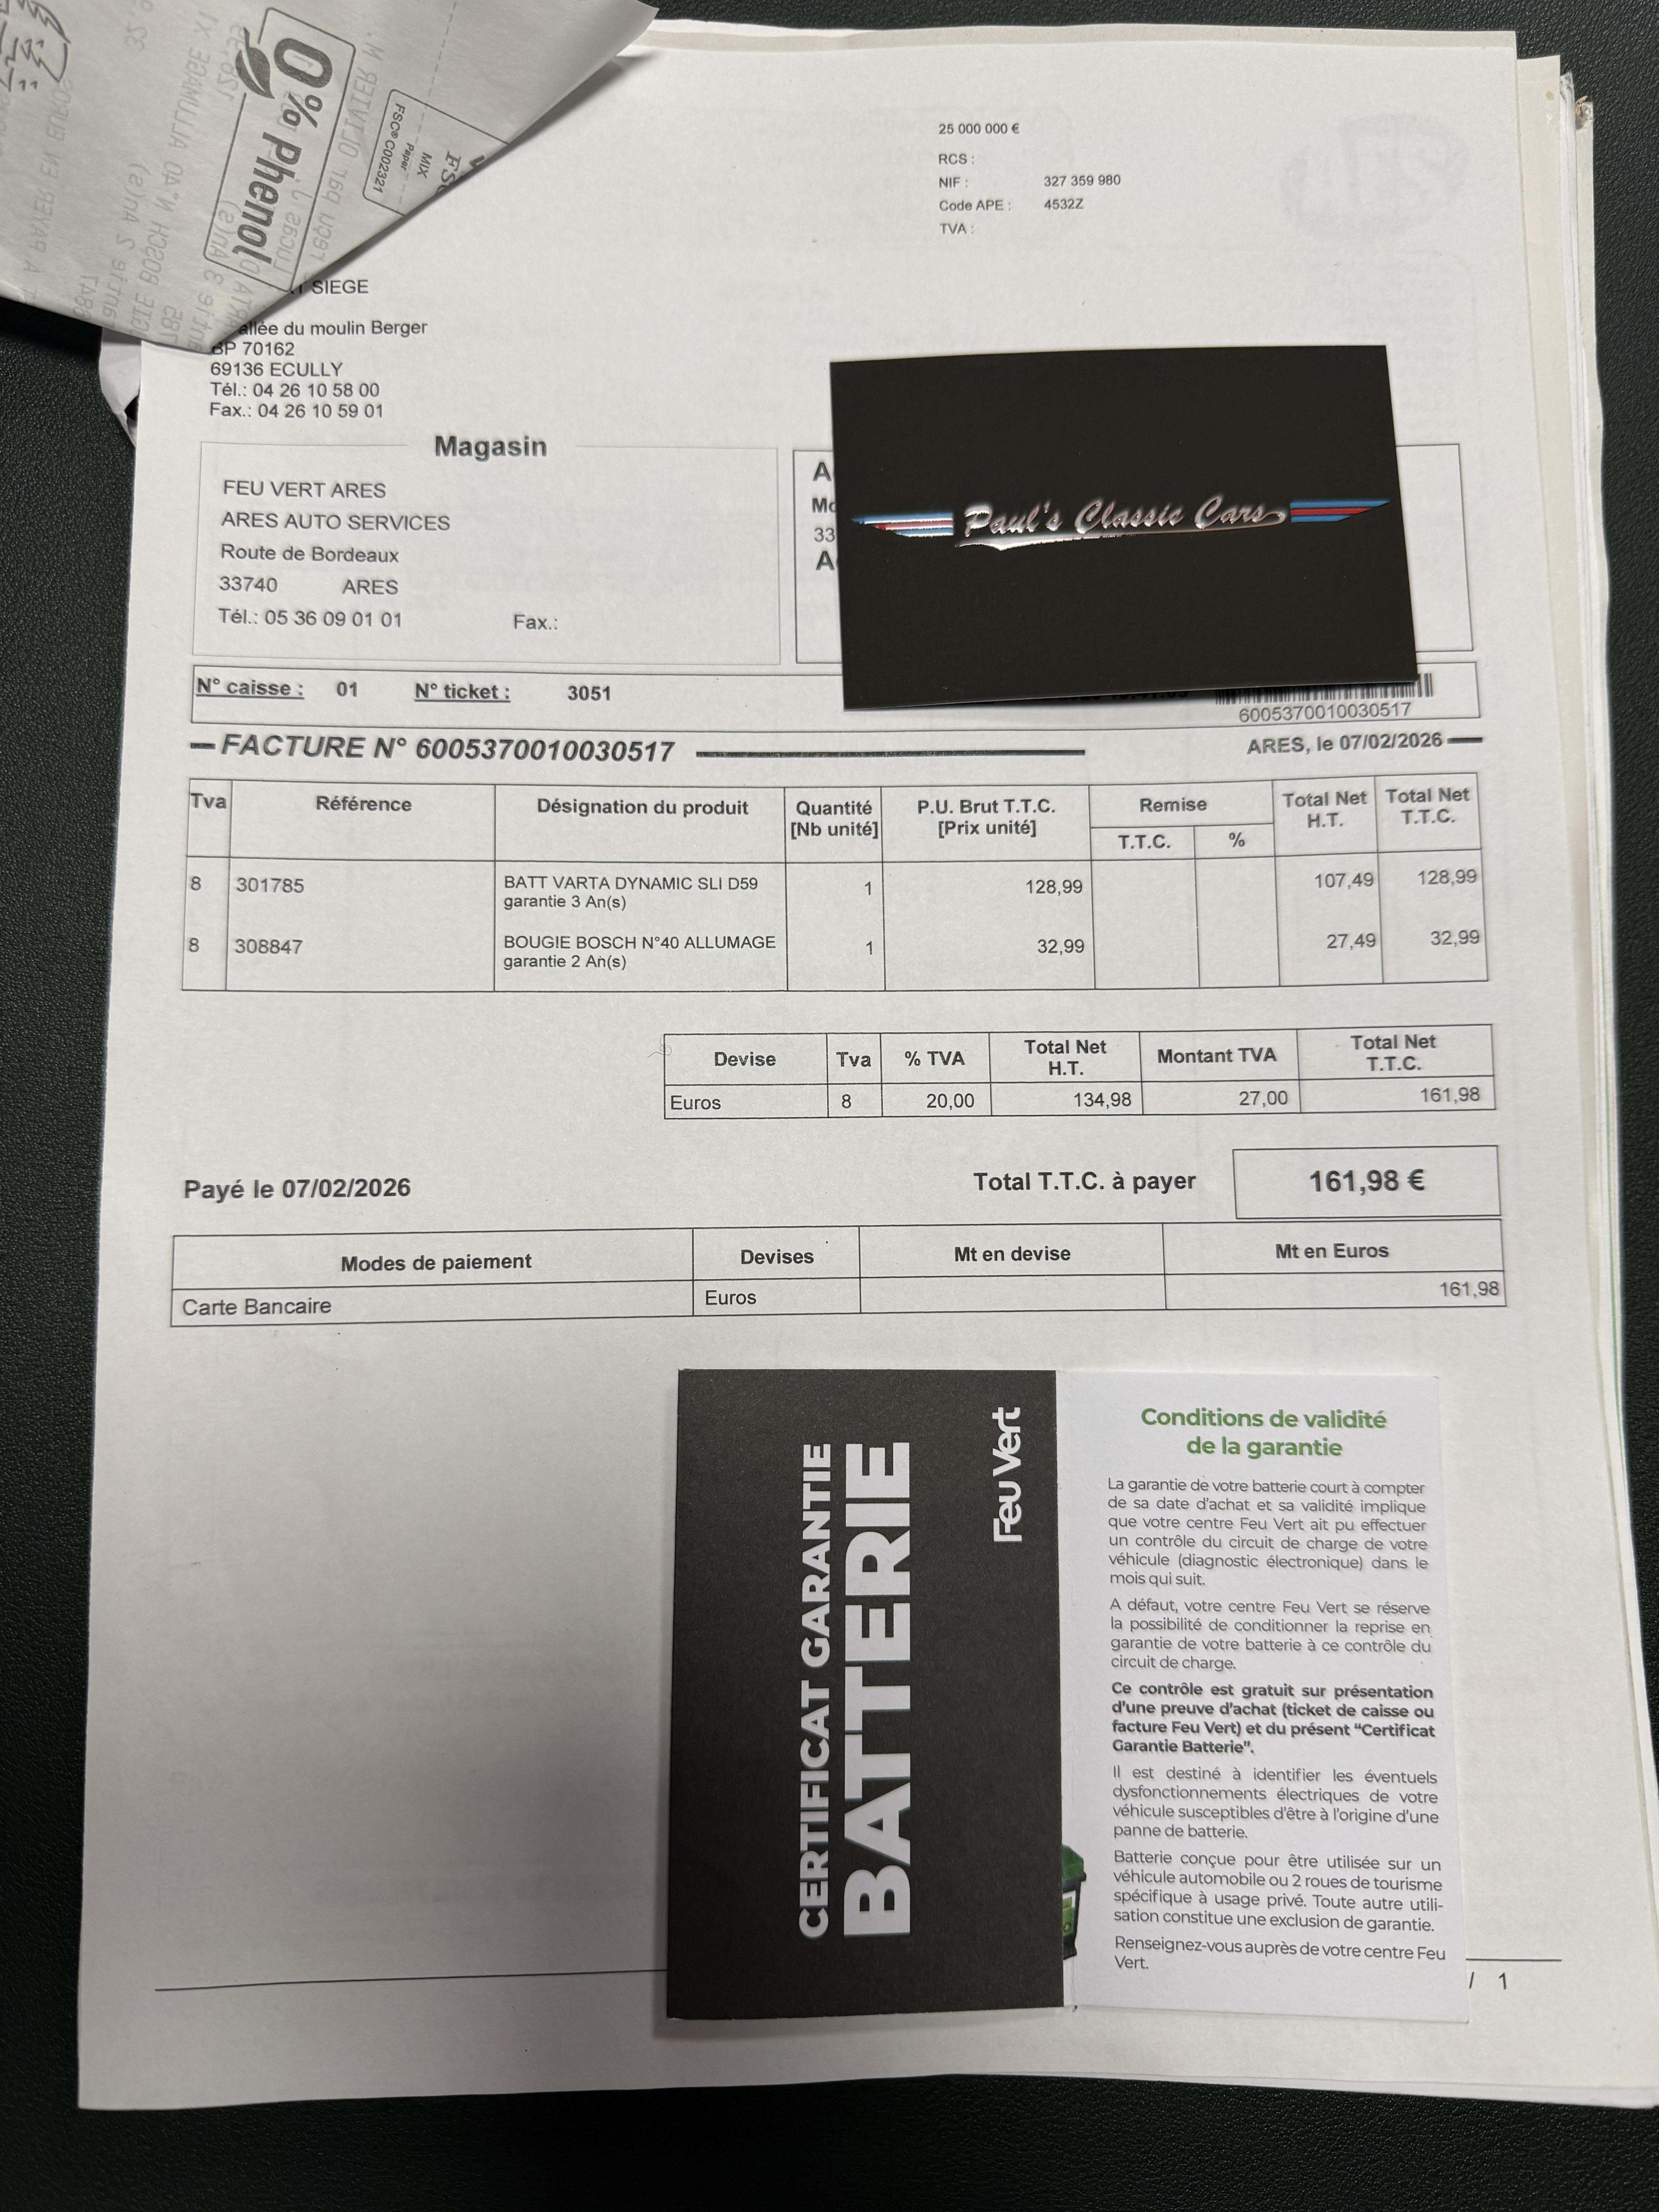 0% Phenol
FSC® C002321
MIX
Paper
25 000 000 €
RCS :
NIF : 327 359 980
Code APE : 4532Z
TVA :
SIEGE
allée du moulin Berger
BP 70162
69136 ECULLY
Tél.: 04 26 10 58 00
Fax.: 04 26 10 59 01
Magasin
FEU VERT ARES
ARES AUTO SERVICES
Route de Bordeaux
33740 ARES
Tél.: 05 36 09 01 01 Fax.:
A
Mo
33
A
Paul's Classic Cars
N° caisse : 01 N° ticket : 3051
6005370010030517
FACTURE N° 6005370010030517 ARES, le 07/02/2026
Tva Référence Désignation du produit Quantité [Nb unité] P.U. Brut T.T.C. [Prix unité] Remise Total Net H.T. Total Net T.T.C.
T.T.C. %
8 301785 BATT VARTA DYNAMIC SLI D59 1 128,99 107,49 128,99
garantie 3 An(s)
8 308847 BOUGIE BOSCH N°40 ALLUMAGE 1 32,99 27,49 32,99
garantie 2 An(s)
Devise Tva % TVA Total Net H.T. Montant TVA Total Net T.T.C.
Euros 8 20,00 134,98 27,00 161,98
Payé le 07/02/2026 Total T.T.C. à payer 161,98 €
Modes de paiement Devises Mt en devise Mt en Euros
Carte Bancaire Euros 161,98
CERTIFICAT GARANTIE
BATTERIE
Feu Vert
Conditions de validité
de la garantie
La garantie de votre batterie court à compter
de sa date d'achat et sa validité implique
que votre centre Feu Vert ait pu effectuer
un contrôle du circuit de charge de votre
véhicule (diagnostic électronique) dans le
mois qui suit.
A défaut, votre centre Feu Vert se réserve
la possibilité de conditionner la reprise en
garantie de votre batterie à ce contrôle du
circuit de charge.
Ce contrôle est gratuit sur présentation
d'une preuve d'achat (ticket de caisse ou
facture Feu Vert) et du présent "Certificat
Garantie Batterie".
Il est destiné à identifier les éventuels
dysfonctionnements électriques de votre
véhicule susceptibles d'être à l'origine d'une
panne de batterie.
Batterie conçue pour être utilisée sur un
véhicule automobile ou 2 roues de tourisme
spécifique à usage privé. Toute autre utili-
sation constitue une exclusion de garantie.
Renseignez-vous auprès de votre centre Feu
Vert.
/ 1